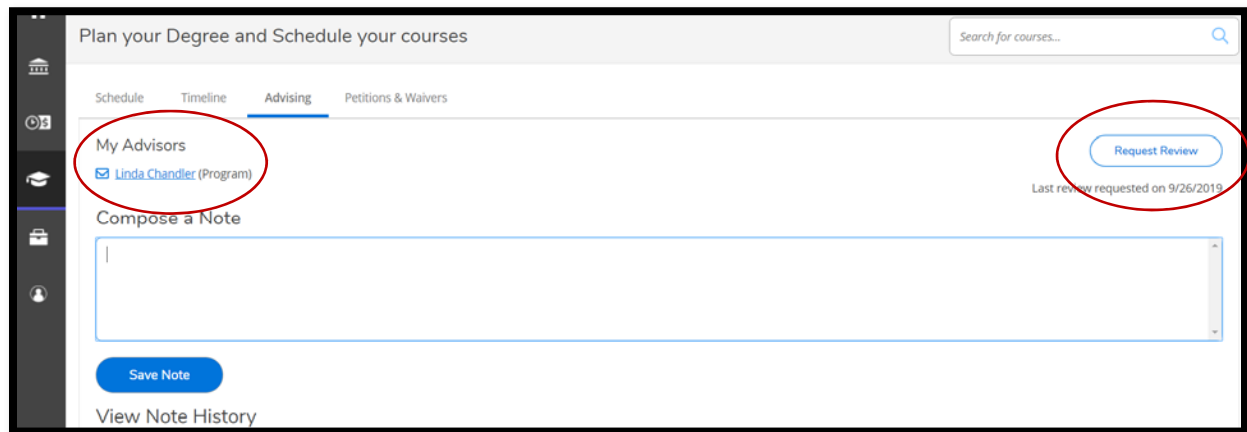 Plan your Degree and Schedule your courses
Search for courses...
Schedule Timeline Advising Petitions & Waivers
My Advisors
Request Review
Linda Chandler (Program)
Last review requested on 9/26/2019
Compose a Note
Save Note
View Note History